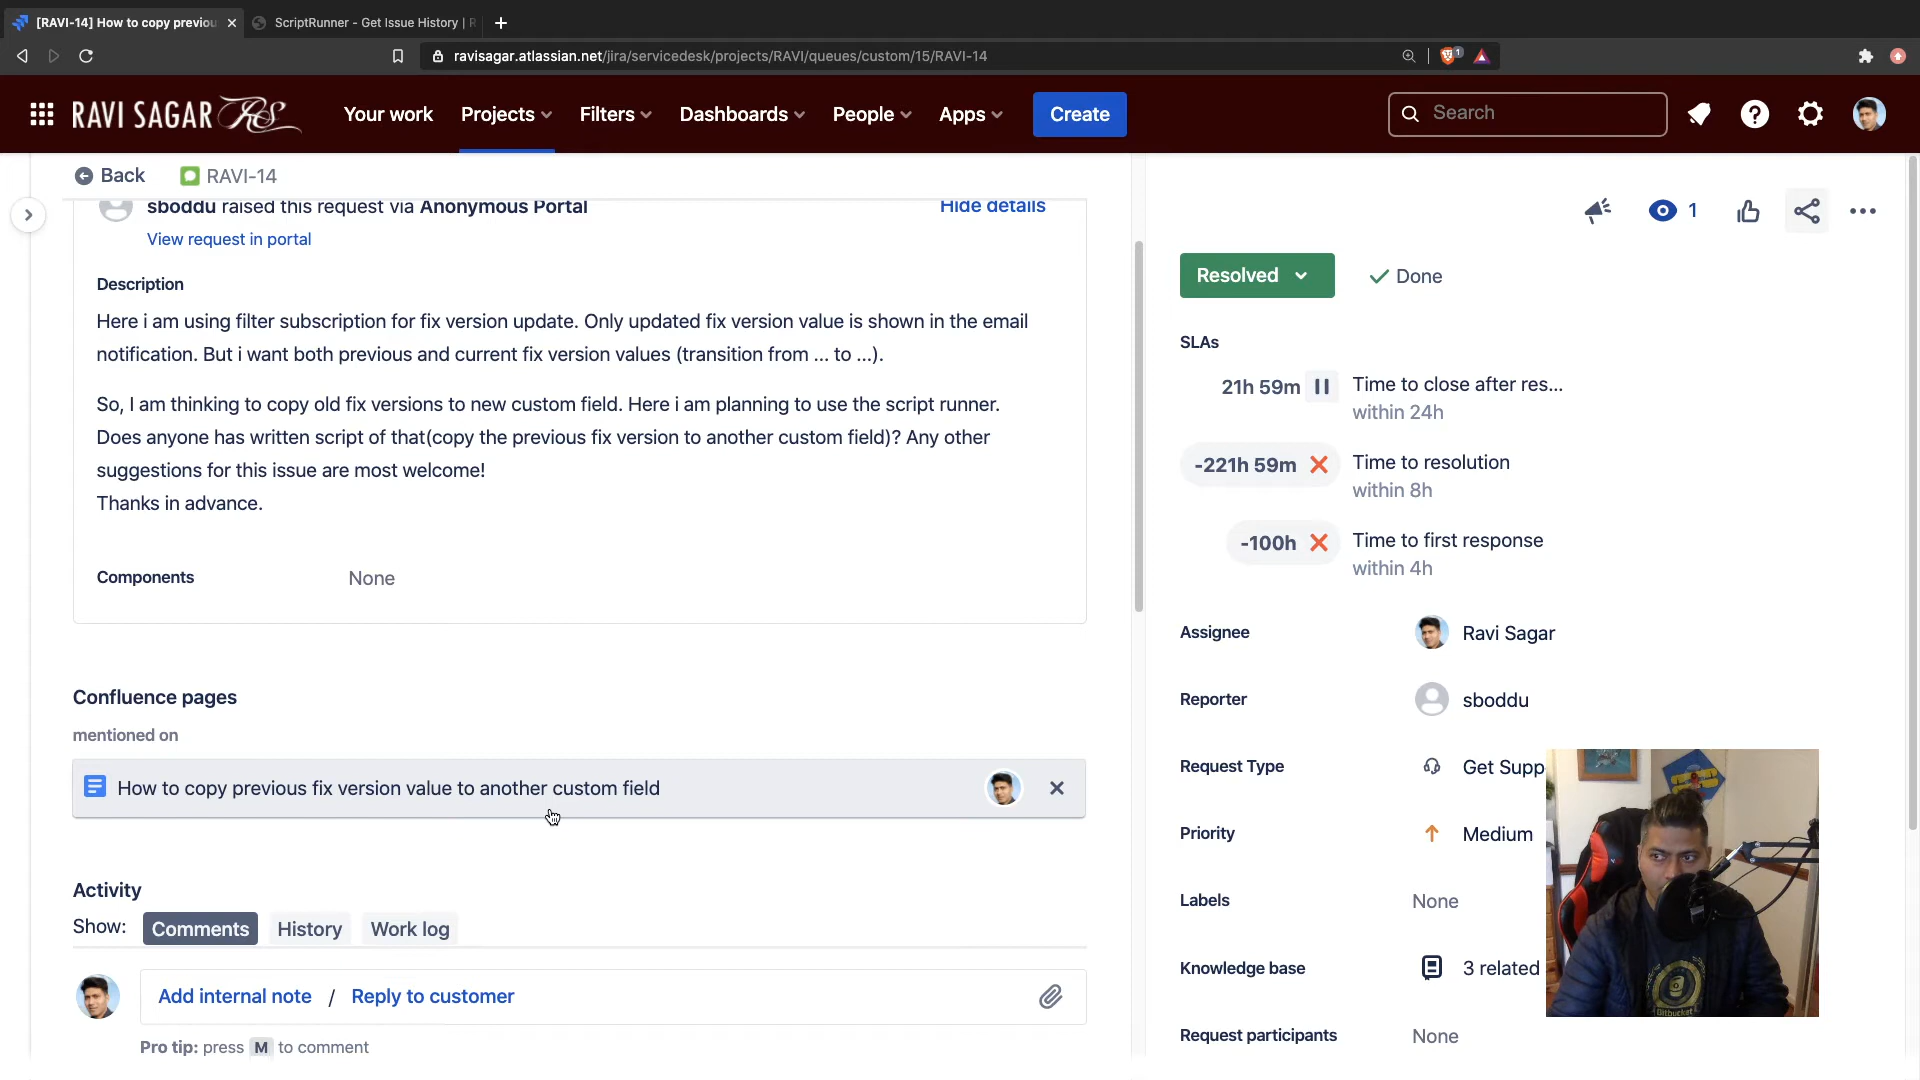 [RAVI-14] How to copy previou
ScriptRunner - Get Issue History | R
ravisagar.atlassian.net/jira/servicedesk/projects/RAVI/queues/custom/15/RAVI-14
1
RAVI SAGAR RS
Your work
Projects
Filters
Dashboards
People
Apps
Create
Search
Back
RAVI-14
sboddu raised this request via Anonymous Portal
Hide details
View request in portal
Description
Here i am using filter subscription for fix version update. Only updated fix version value is shown in the email
notification. But i want both previous and current fix version values (transition from ... to ...).
So, I am thinking to copy old fix versions to new custom field. Here i am planning to use the script runner.
Does anyone has written script of that(copy the previous fix version to another custom field)? Any other
suggestions for this issue are most welcome!
Thanks in advance.
Components
None
Confluence pages
mentioned on
How to copy previous fix version value to another custom field
Activity
Show:
Comments
History
Work log
Add internal note / Reply to customer
Pro tip: press M to comment
1
Resolved
Done
SLAs
21h 59m
Time to close after res...
within 24h
-221h 59m
Time to resolution
within 8h
-100h
Time to first response
within 4h
Assignee
Ravi Sagar
Reporter
sboddu
Request Type
Get Supp
Priority
Medium
Labels
None
Knowledge base
3 related
Request participants
None
Bitbucket